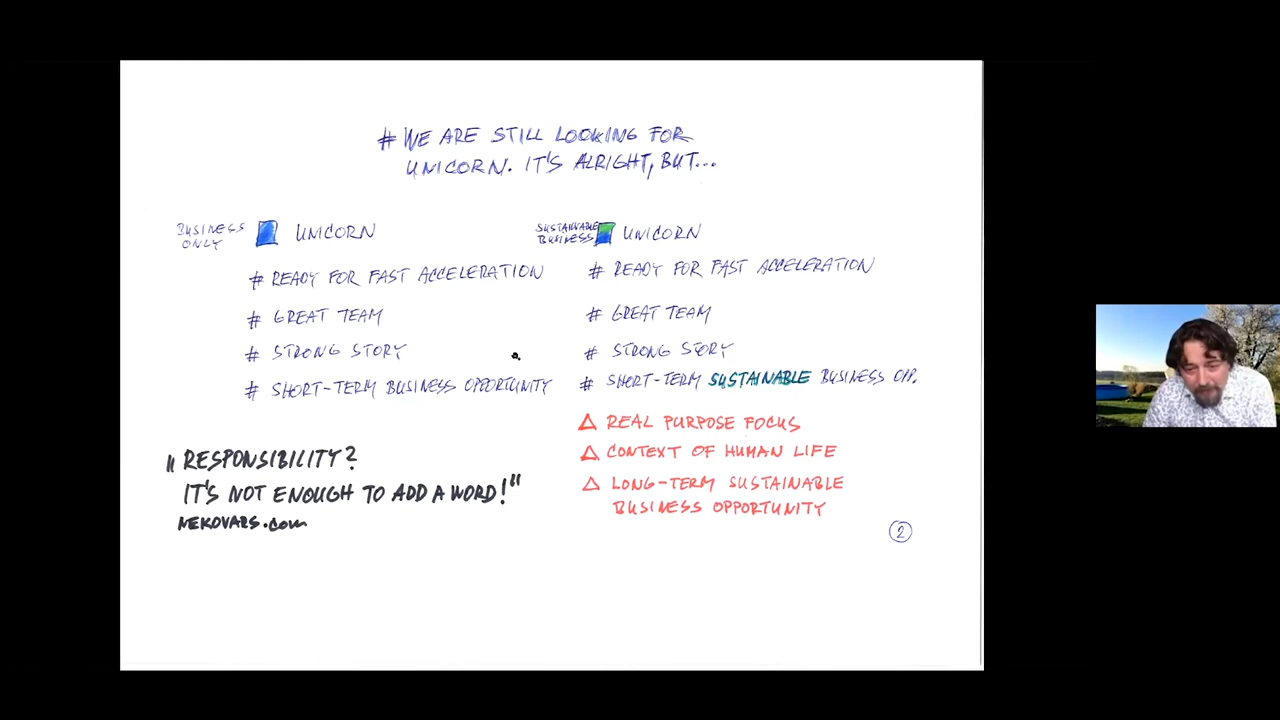 # WE ARE STILL LOOKING FOR
UNICORN. IT'S ALRIGHT, BUT...
BUSINESS
ONLY
UNICORN
# READY FOR FAST ACCELERATION
# GREAT TEAM
# STRONG STORY
# SHORT-TERM BUSINESS OPPORTUNITY
SUSTAINABLE
BUSINESS
UNICORN
# READY FOR FAST ACCELERATION
# GREAT TEAM
# STRONG STORY
# SHORT-TERM SUSTAINABLE BUSINESS OPP.
△ REAL PURPOSE FOCUS
△ CONTEXT OF HUMAN LIFE
△ LONG-TERM SUSTAINABLE
BUSINESS OPPORTUNITY
„RESPONSIBILITY?
IT'S NOT ENOUGH TO ADD A WORD!"
NEKOVARS.com
2